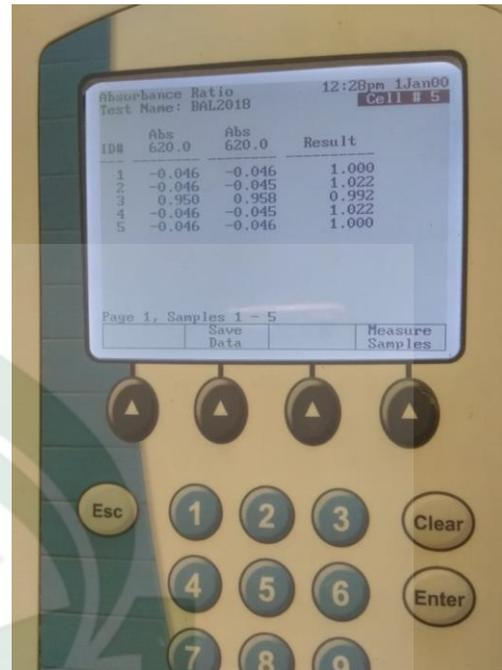 Absorbance Ratio 12:28pm 1Jan00
Test Name: BAL2018 Cell # 5
Abs Abs
ID# 620.0 620.0 Result
1 -0.046 -0.046 1.000
2 -0.046 -0.045 1.022
3 0.950 0.958 0.992
4 -0.046 -0.045 1.022
5 -0.046 -0.046 1.000
Page 1, Samples 1 - 5
Save Measure
Data Samples
Esc 1 2 3 Clear
4 5 6 Enter
7 8 9